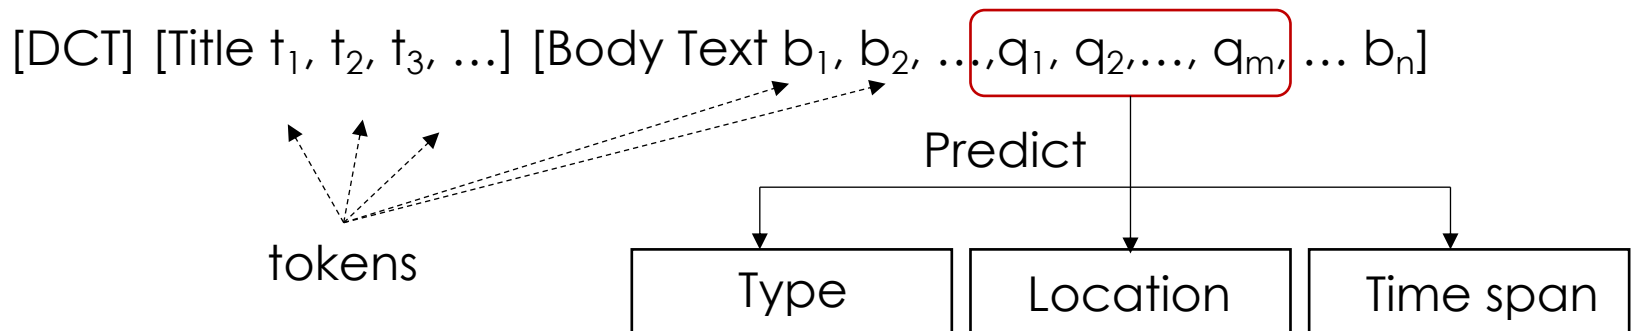 [DCT] [Title t₁, t₂, t₃, …] [Body Text b₁, b₂, …,q₁, q₂,…, qₘ, … bₙ]
Predict
tokens
Type
Location
Time span